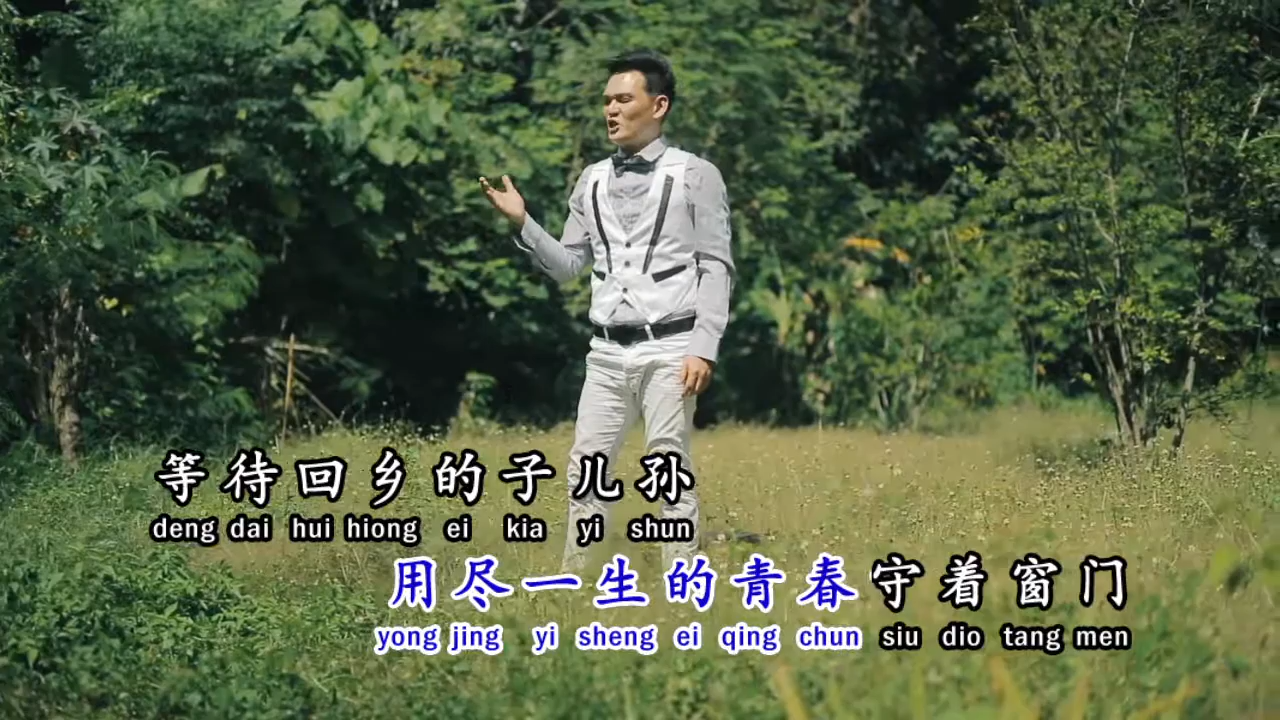 等待回乡的子儿孙
deng dai hui hiong ei kia yi shun
用尽一生的青春守着窗门
yong jing yi sheng ei qing chun siu dio tang men